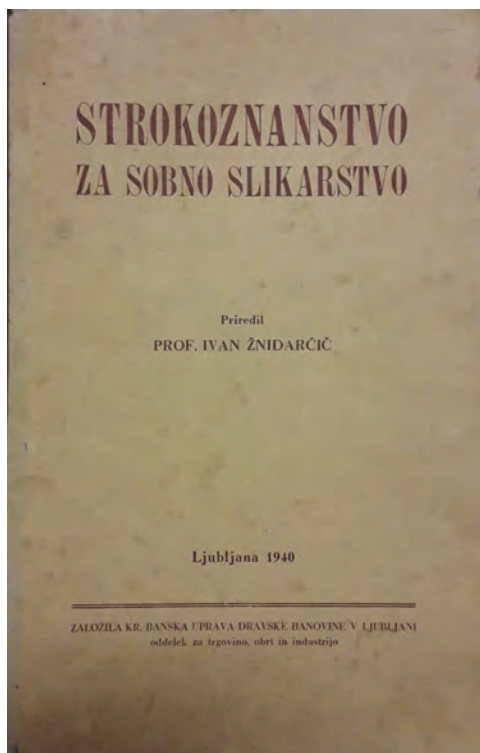 STROKOZNANSTVO
ZA SOBNO SLIKARSTVO
Priredil
PROF. IVAN ŽNIDARČIČ
Ljubljana 1940
ZALOŽILA KR. BANSKA UPRAVA DRAVSKE BANOVINE V LJUBLJANI
oddelek za trgovino, obrt in industrijo